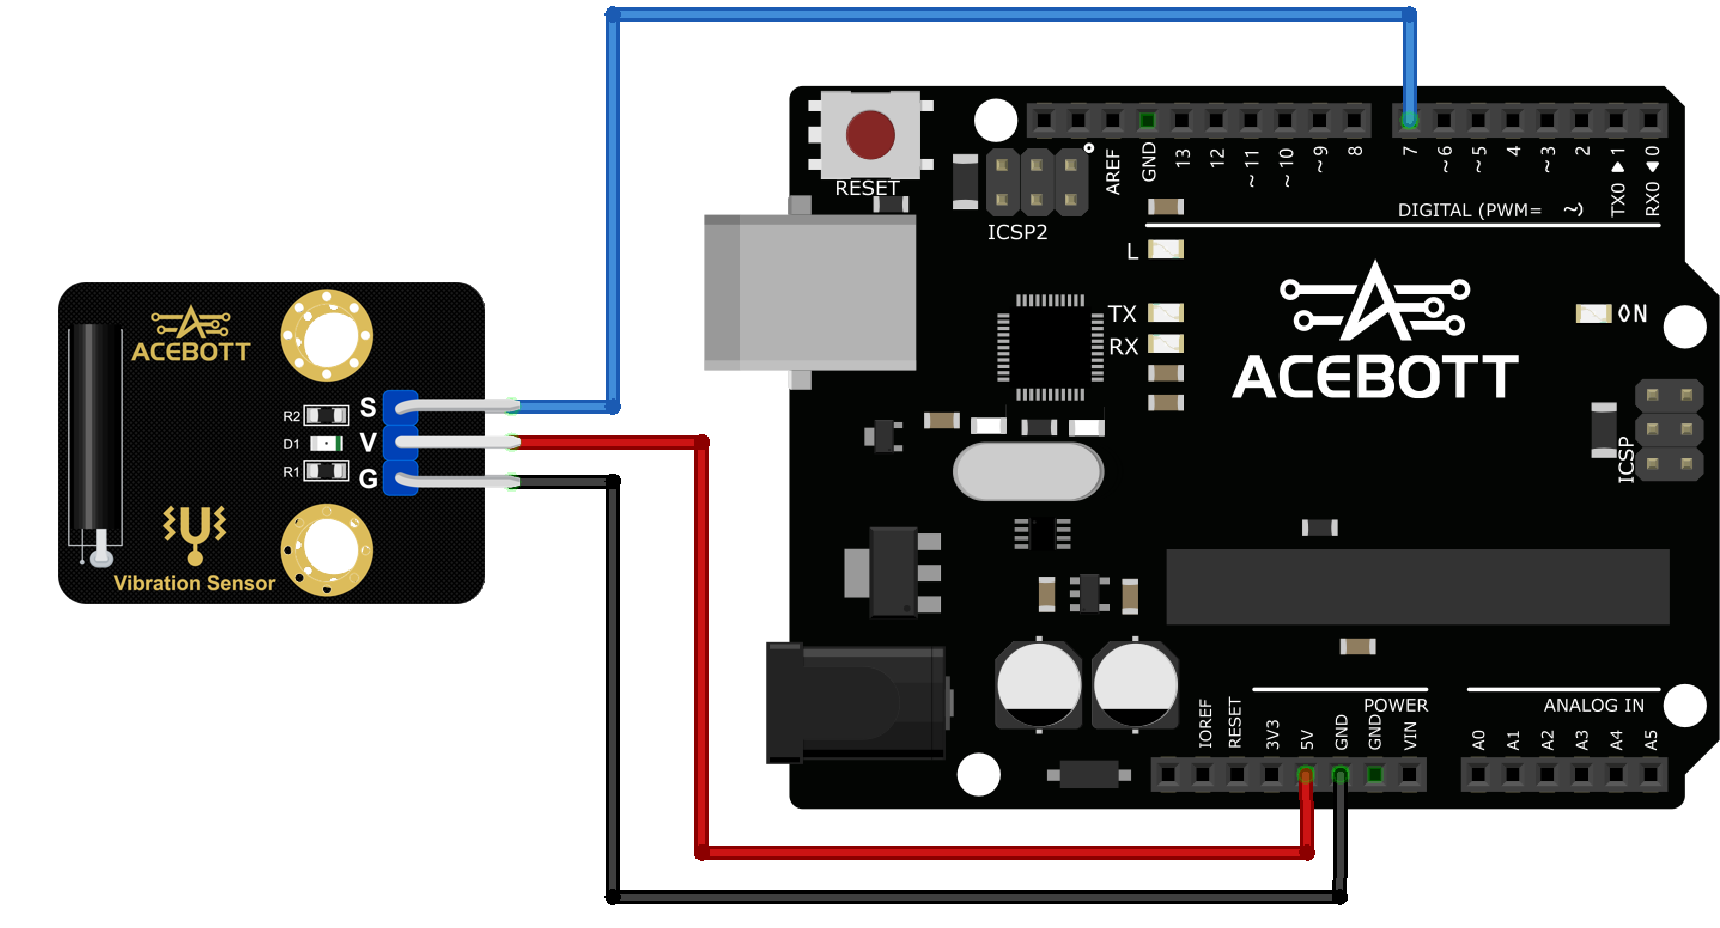 RESET
ICSP2
AREF
GND
13
12
~11
~10
~9
8
7
~6
~5
4
~3
2
TX0 ▶ 1
RX0 ◀ 0
DIGITAL (PWM= ~)
L
TX
RX
ACEBOTT
ON
ICSP
ACEBOTT
R2
D1
R1
S
V
G
Vibration Sensor
POWER
ANALOG IN
IOREF
RESET
3V3
5V
GND
GND
VIN
A0
A1
A2
A3
A4
A5